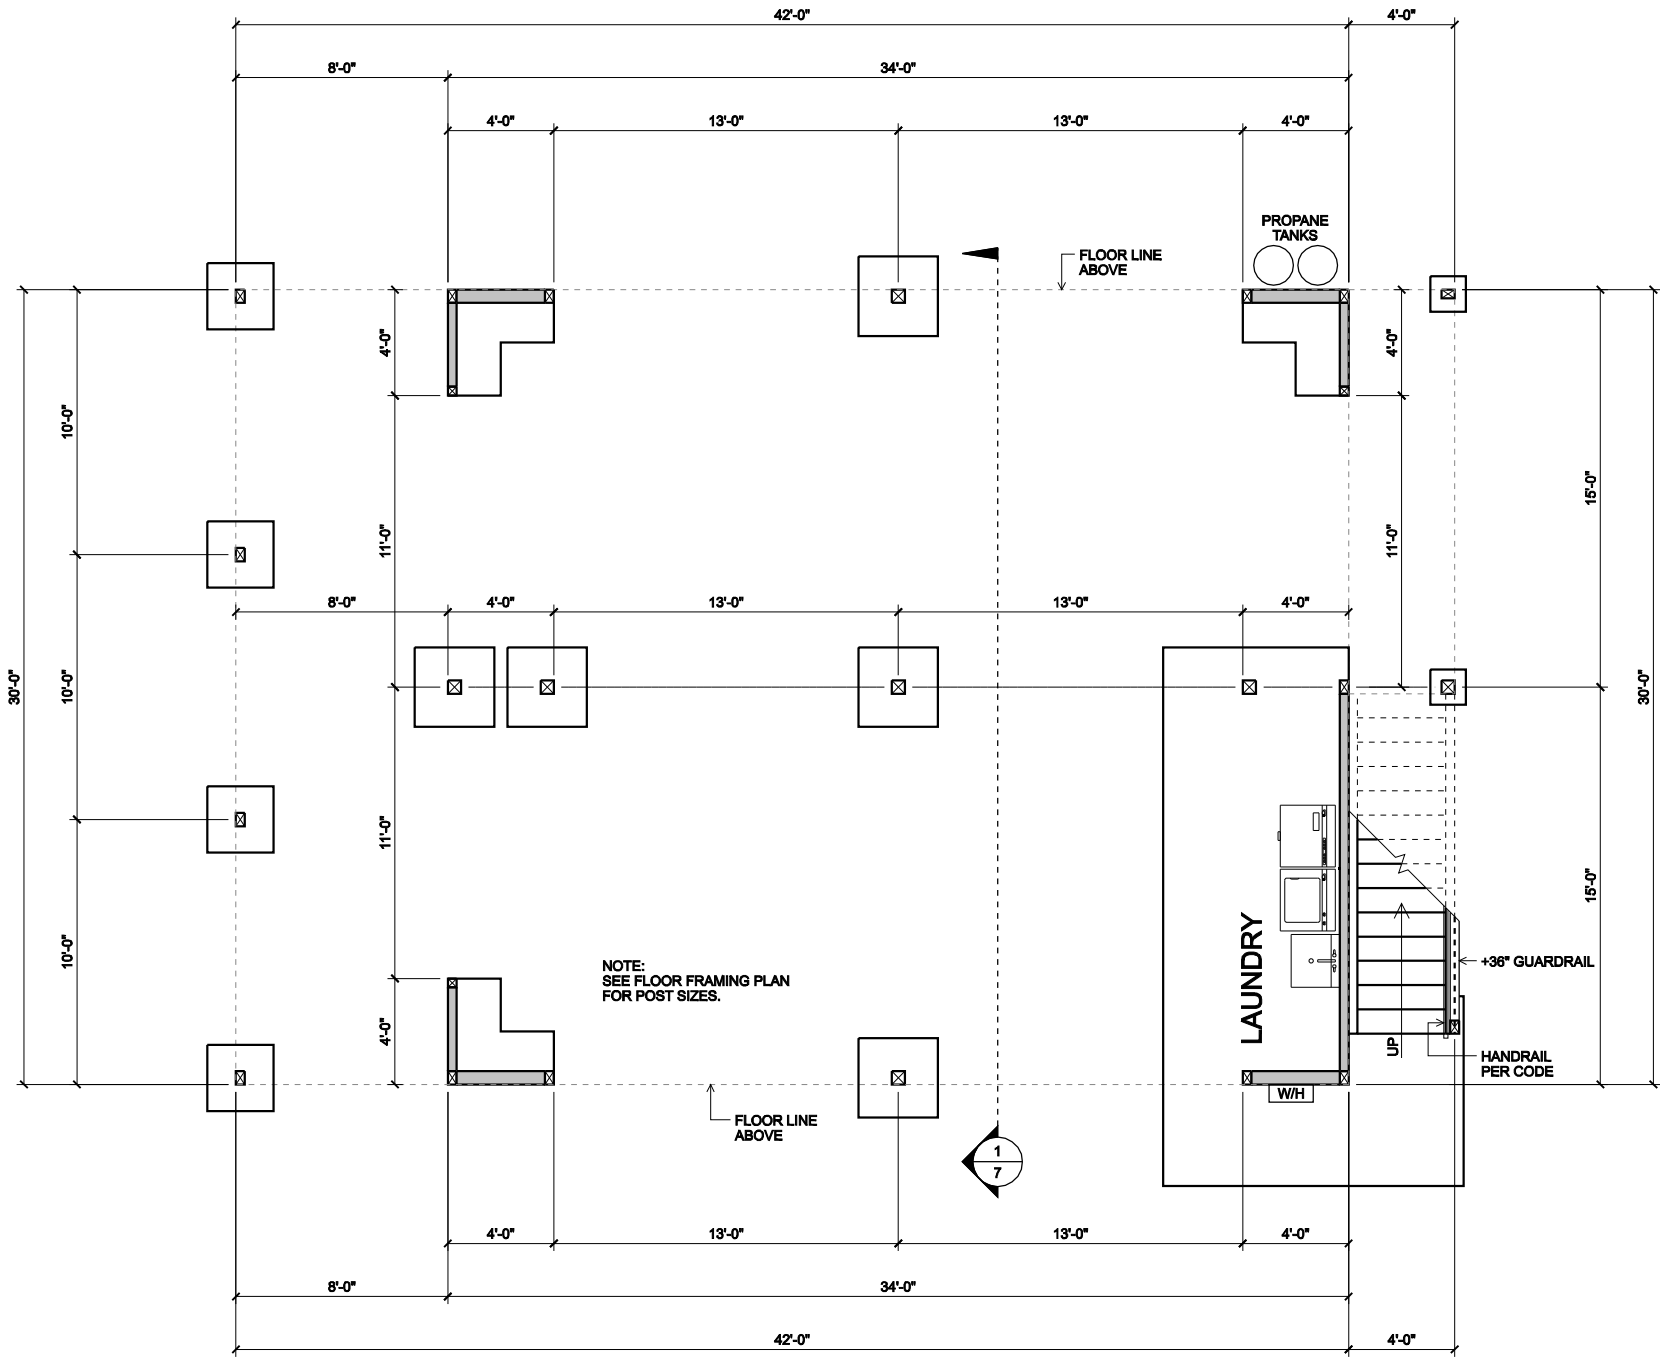 42'-0"
4'-0"
8'-0"
34'-0"
4'-0"
13'-0"
13'-0"
4'-0"
PROPANE
TANKS
FLOOR LINE
ABOVE
4'-0"
4'-0"
10'-0"
15'-0"
11'-0"
11'-0"
8'-0"
4'-0"
13'-0"
13'-0"
4'-0"
30'-0"
10'-0"
30'-0"
11'-0"
15'-0"
LAUNDRY
10'-0"
NOTE:
SEE FLOOR FRAMING PLAN
FOR POST SIZES.
+36" GUARDRAIL
4'-0"
UP
HANDRAIL
PER CODE
W/H
FLOOR LINE
ABOVE
1
7
4'-0"
13'-0"
13'-0"
4'-0"
8'-0"
34'-0"
42'-0"
4'-0"